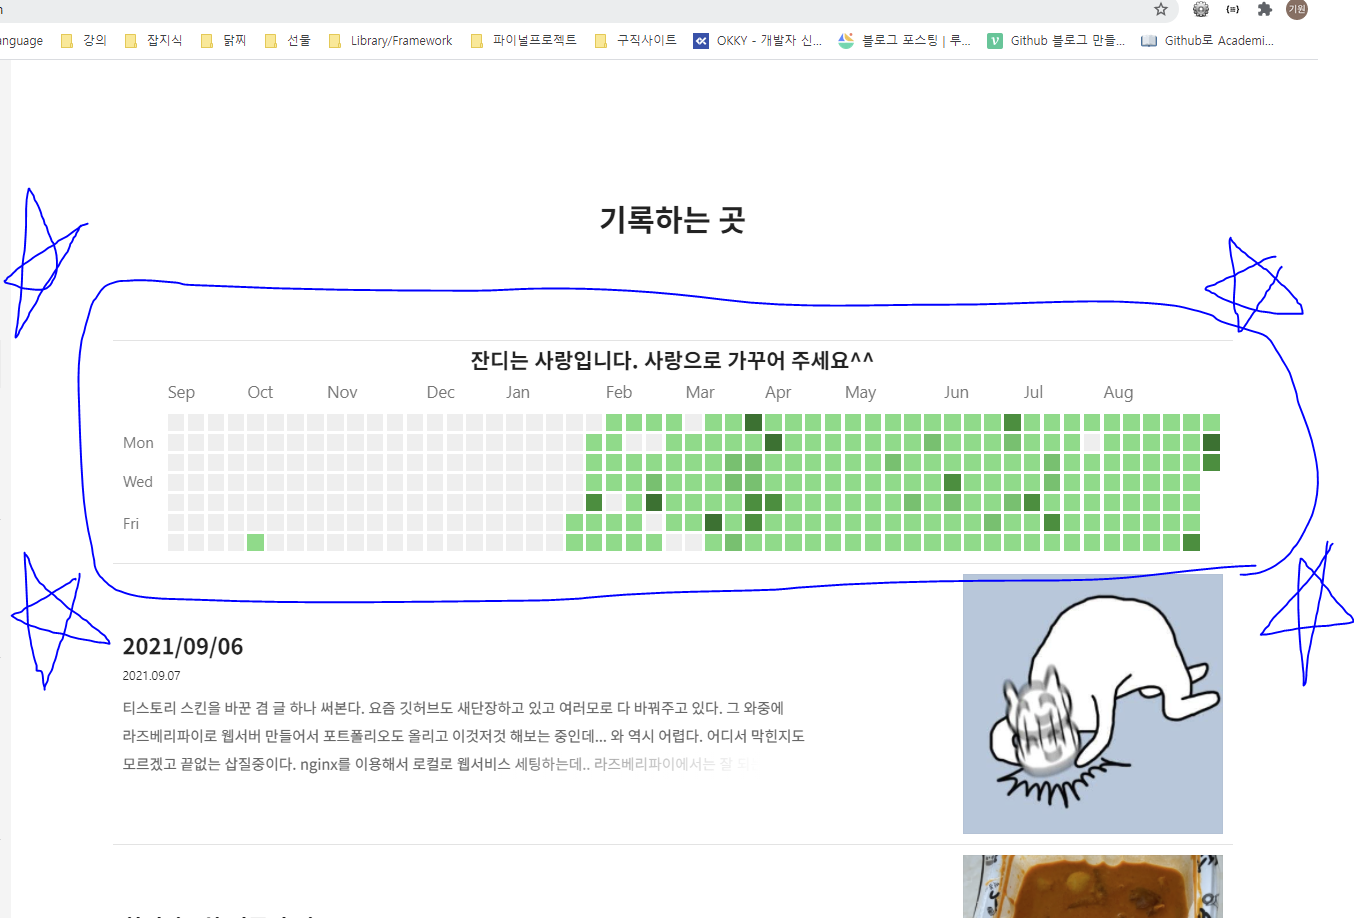 anguage 강의 잡지식 닭찌 선물 Library/Framework 파이널프로젝트 구직사이트 OKKY - 개발자 신... 블로그 포스팅 | 루... Github 블로그 만들... Github로 Academi...
기원
기록하는 곳
잔디는 사랑입니다. 사랑으로 가꾸어 주세요^^
Sep Oct Nov Dec Jan Feb Mar Apr May Jun Jul Aug
Mon
Wed
Fri
2021/09/06
2021.09.07
티스토리 스킨을 바꾼 겸 글 하나 써본다. 요즘 깃허브도 새단장하고 있고 여러모로 다 바꿔주고 있다. 그 와중에
라즈베리파이로 웹서버 만들어서 포트폴리오도 올리고 이것저것 해보는 중인데... 와 역시 어렵다. 어디서 막힌지도
모르겠고 끝없는 삽질중이다. nginx를 이용해서 로컬로 웹서비스 세팅하는데.. 라즈베리파이에서는 잘